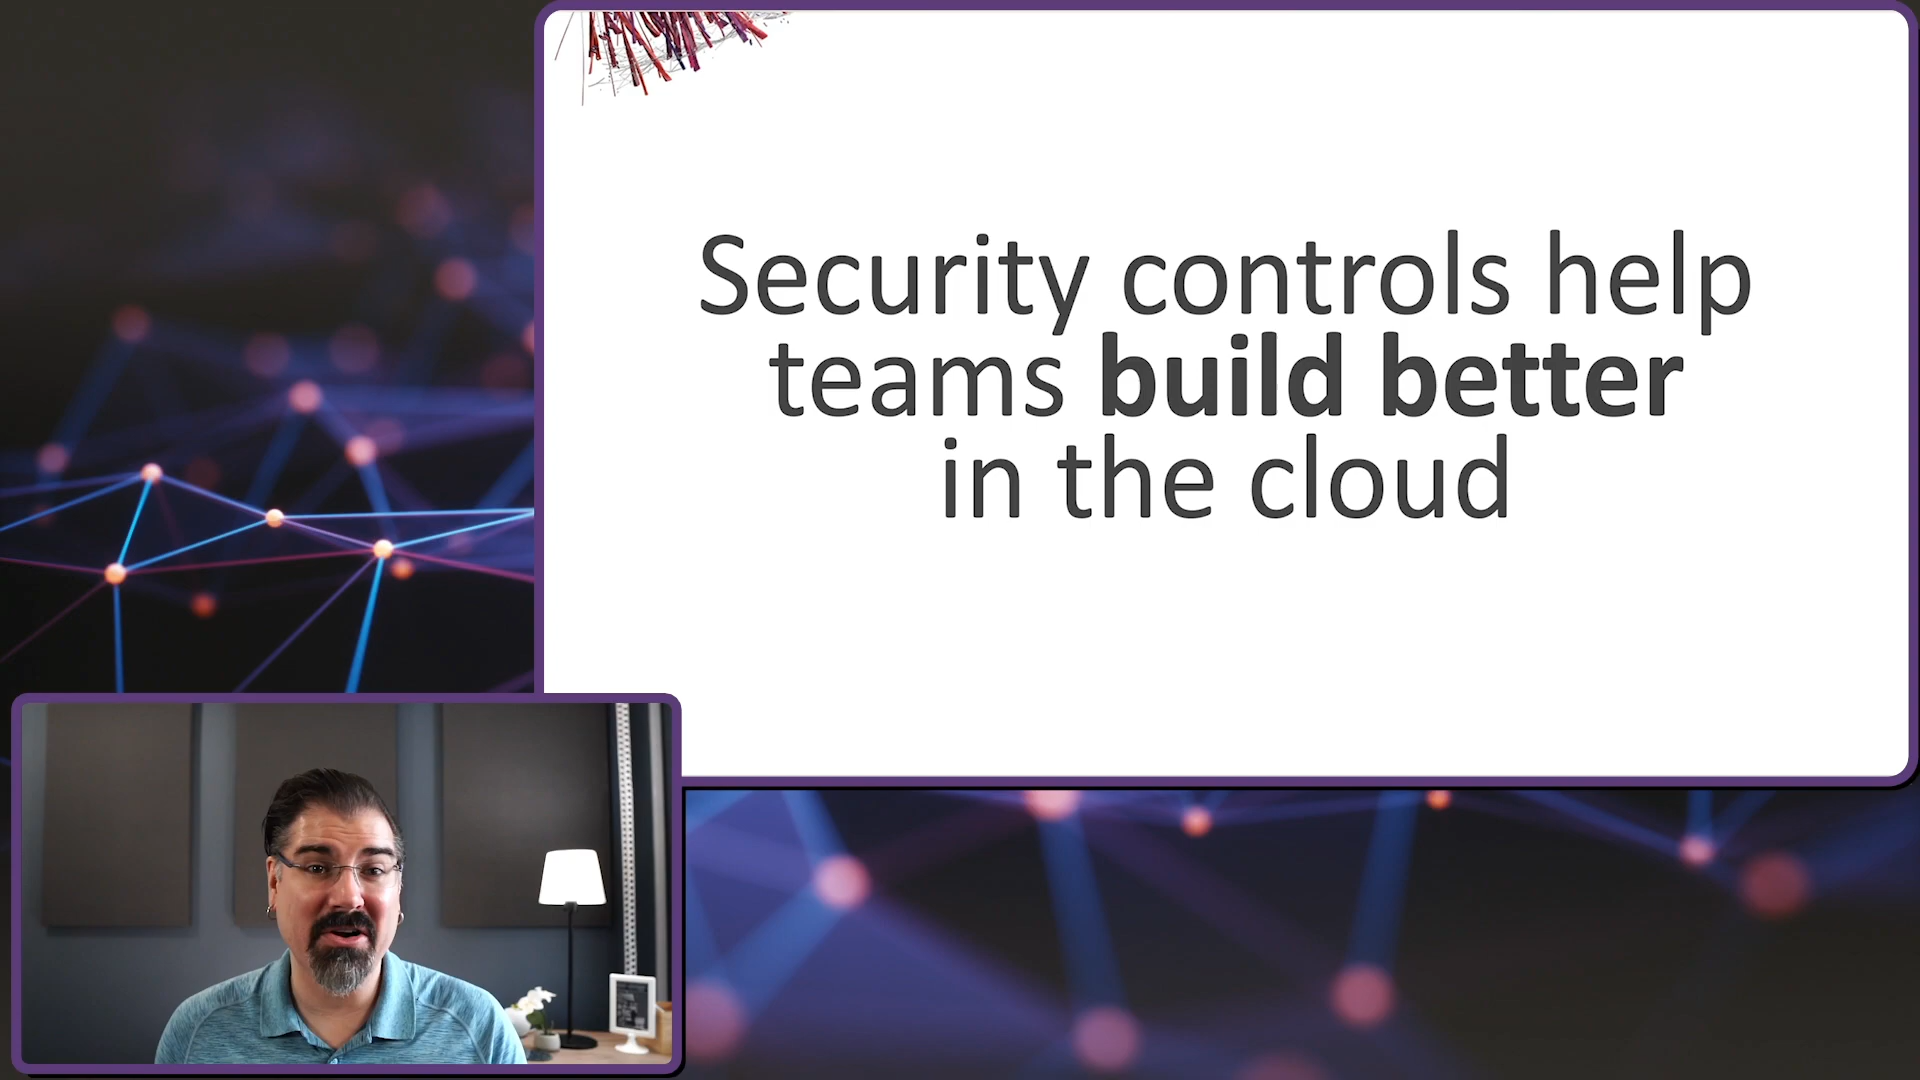 Security controls help
teams build better
in the cloud